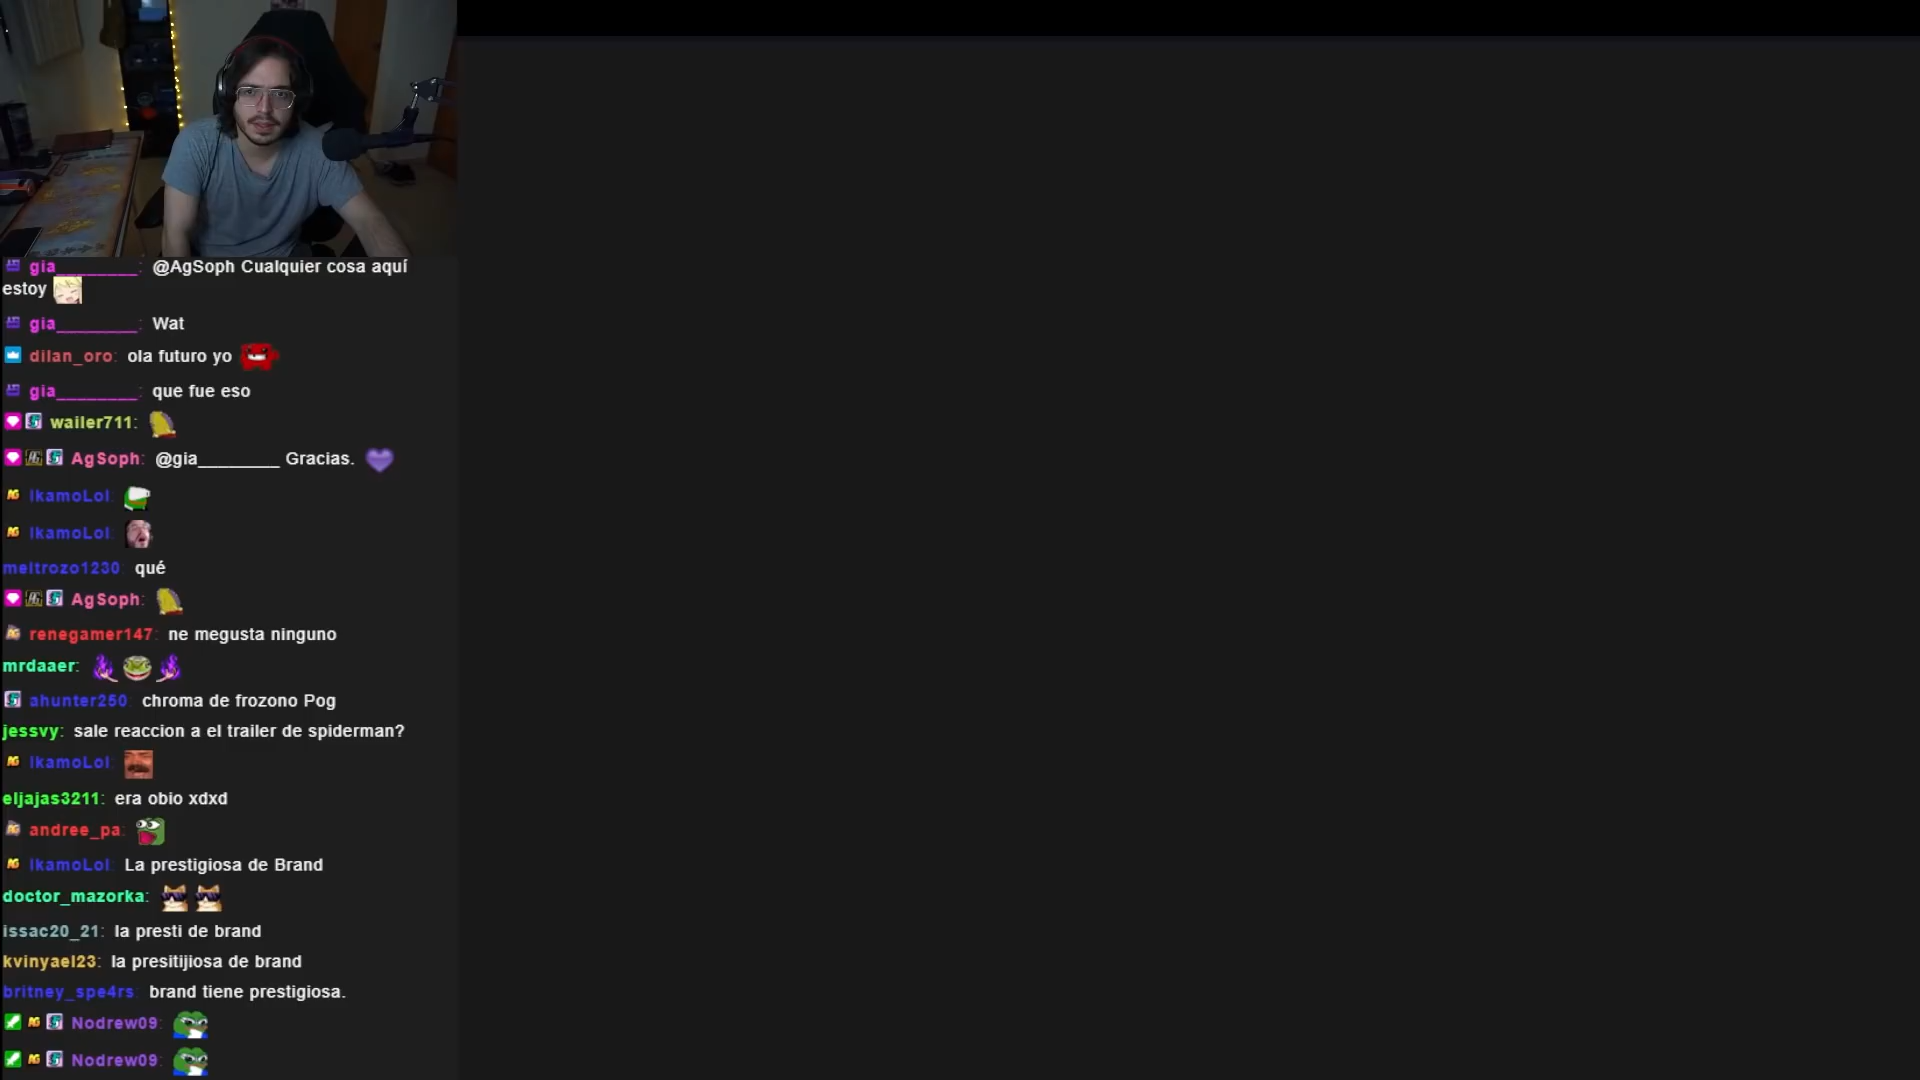 gia________: @AgSoph Cualquier cosa aquí
estoy
gia________: Wat
dilan_oro: ola futuro yo
gia________: que fue eso
wailer711:
AgSoph: @gia________ Gracias.
IkamoLol:
IkamoLol:
meltrozo1230: qué
AgSoph:
renegamer147: ne megusta ninguno
mrdaaer:
ahunter250: chroma de frozono Pog
jessvy: sale reaccion a el trailer de spiderman?
IkamoLol:
eljajas3211: era obio xdxd
andree_pa:
IkamoLol: La prestigiosa de Brand
doctor_mazorka:
issac20_21: la presti de brand
kvinyael23: la presitijiosa de brand
britney_spe4rs: brand tiene prestigiosa.
Nodrew09:
Nodrew09: